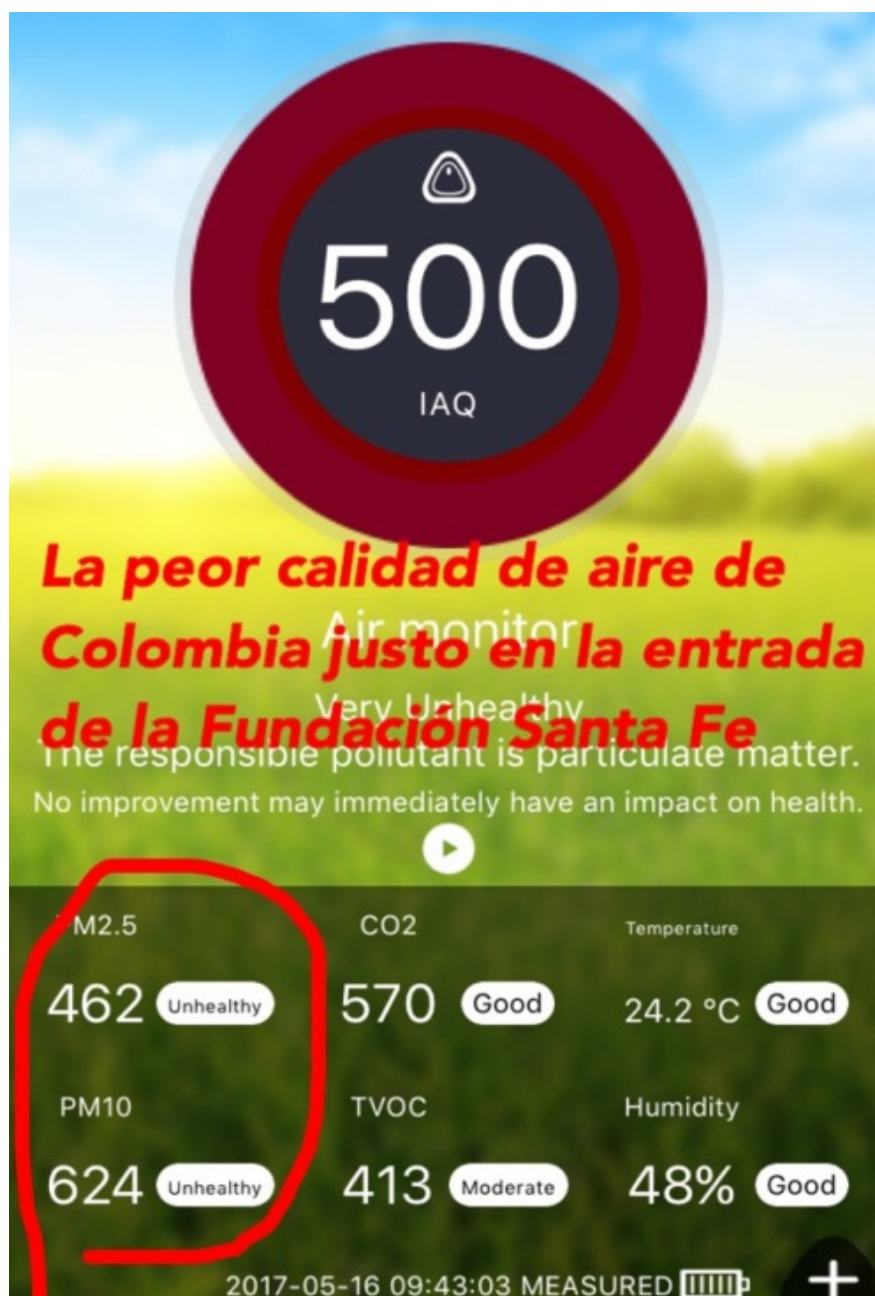 500
IAQ
La peor calidad de aire de
Colombia justo en la entrada
de la Fundación Santa Fe
Air monitor
Very Unhealthy
The responsible pollutant is particulate matter.
No improvement may immediately have an impact on health.
PM2.5 CO2 Temperature
462 Unhealthy 570 Good 24.2 °C Good
PM10 TVOC Humidity
624 Unhealthy 413 Moderate 48% Good
2017-05-16 09:43:03 MEASURED